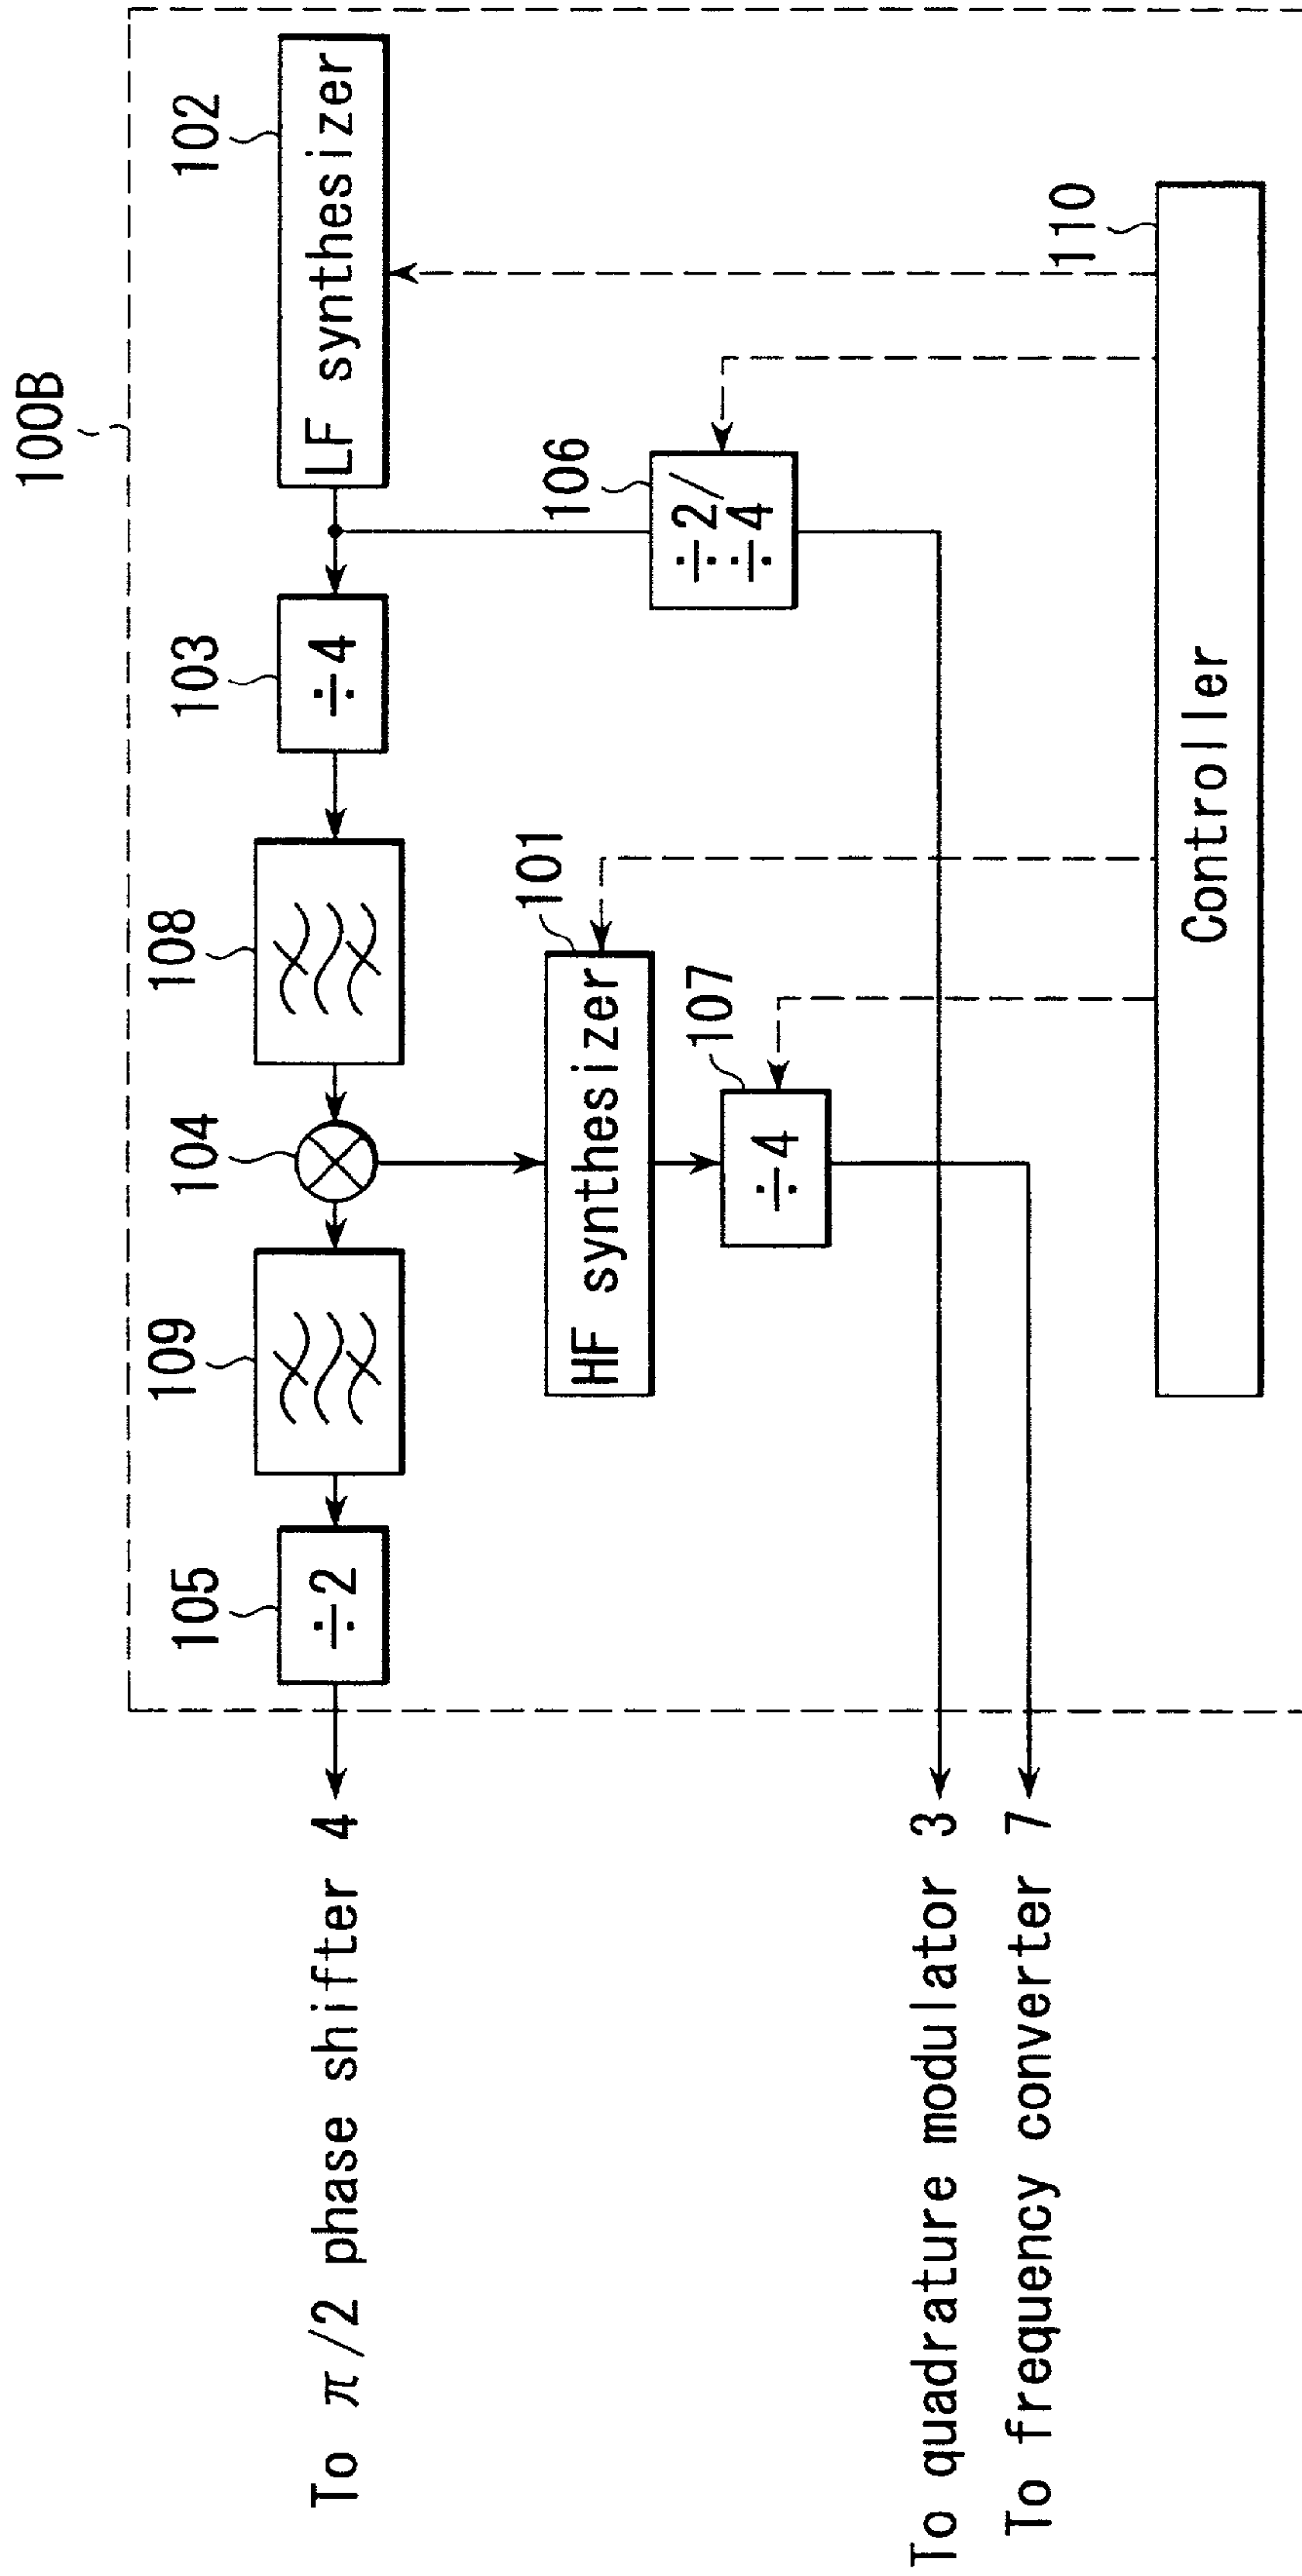 100B
105
109
104
108
103
102
÷2
÷4
LF synthesizer
To π/2 phase shifter 4
101
106
HF synthesizer
÷2/
÷4
107
÷4
To quadrature modulator 3
To frequency converter 7
110
Controller